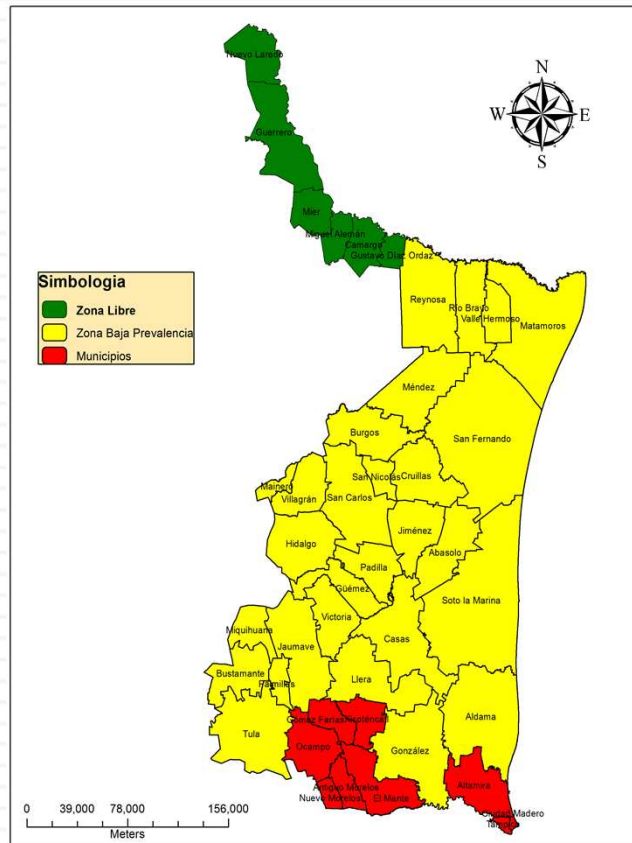 Nuevo Laredo
N
W E
S
Guerrero
Mier
Miguel Alemán
Camargo
Gustavo Díaz Ordaz
Simbologia
Zona Libre
Zona Baja Prevalencia
Municipios
Reynosa
Río Bravo
Valle Hermoso
Matamoros
Méndez
San Fernando
Burgos
San Nicolás
Cruillas
Mainero
Villagrán
San Carlos
Jiménez
Hidalgo
Abasolo
Padilla
Güémez
Soto la Marina
Victoria
Miquihuana
Casas
Jaumave
Bustamante
Palmillas
Llera
Aldama
Gómez Farías
Xicoténcatl
Tula
Ocampo
González
Antiguo Morelos
Nuevo Morelos
El Mante
Altamira
Ciudad Madero
Tampico
0 39,000 78,000 156,000
Meters